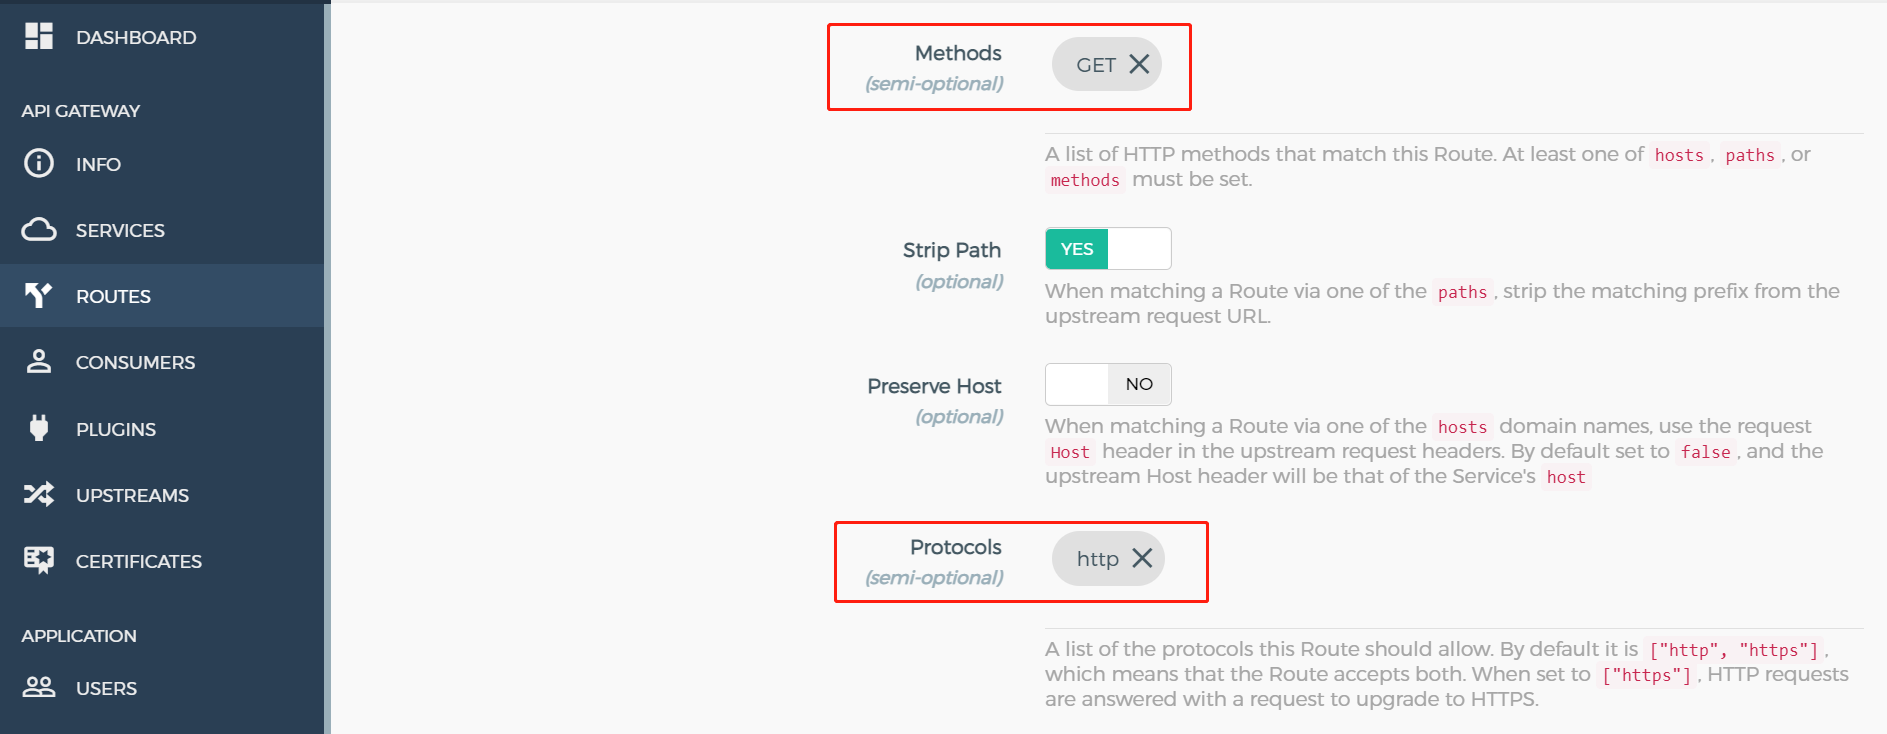 DASHBOARD
API GATEWAY
INFO
SERVICES
ROUTES
CONSUMERS
PLUGINS
UPSTREAMS
CERTIFICATES
APPLICATION
USERS
Methods
(semi-optional)
GET
A list of HTTP methods that match this Route. At least one of hosts, paths, or
methods must be set.
Strip Path
(optional)
YES
When matching a Route via one of the paths, strip the matching prefix from the
upstream request URL.
Preserve Host
(optional)
NO
When matching a Route via one of the hosts domain names, use the request
Host header in the upstream request headers. By default set to false, and the
upstream Host header will be that of the Service's host
Protocols
(semi-optional)
http
A list of the protocols this Route should allow. By default it is ["http", "https"],
which means that the Route accepts both. When set to ["https"], HTTP requests
are answered with a request to upgrade to HTTPS.